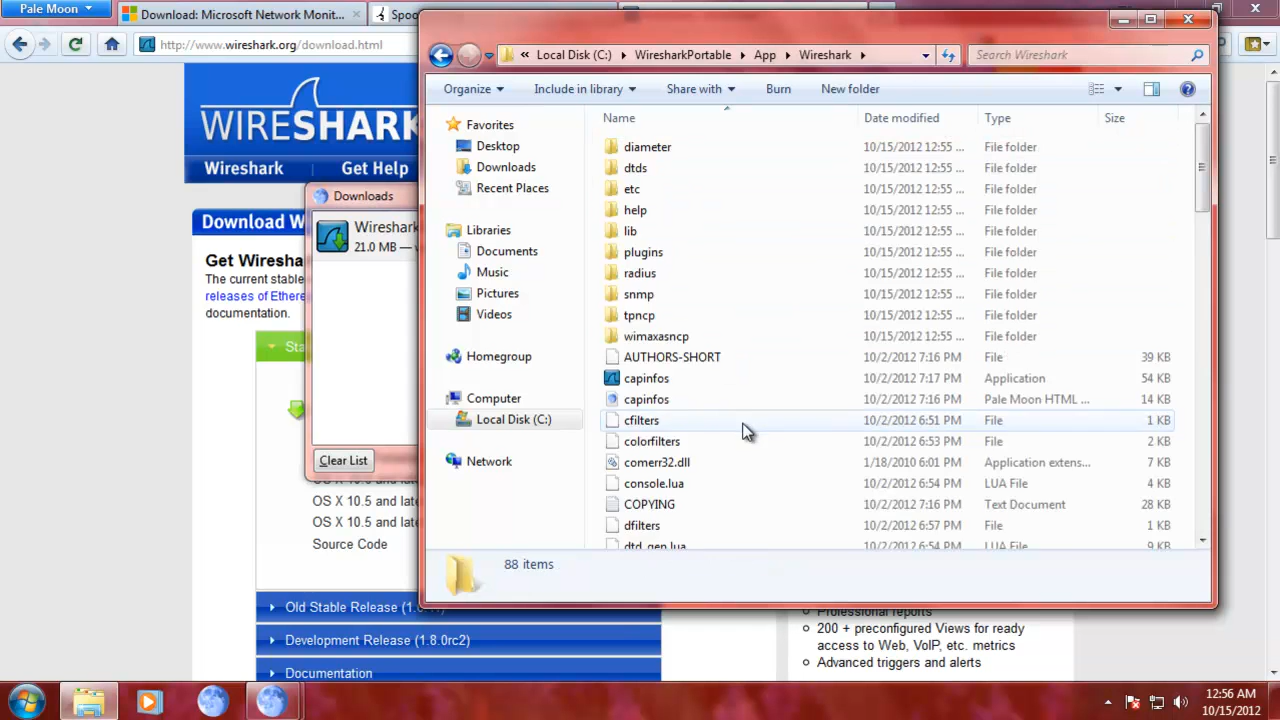 Pale Moon
Download: Microsoft Network Monit...
Spoo
http://www.wireshark.org/download.html
WIRESHARK
Wireshark
Get Help
Download W
Get Wiresha
The current stable
releases of Ethere
documentation.
Sta
OS X 10.5 and late
OS X 10.5 and late
Source Code
Old Stable Release (1.
Development Release (1.8.0rc2)
Documentation
Professional reports
200 + preconfigured Views for ready
access to Web, VoIP, etc. metrics
Advanced triggers and alerts
Downloads
Wireshark
21.0 MB —
Clear List
« Local Disk (C:) WiresharkPortable App Wireshark
Search Wireshark
Organize Include in library Share with Burn New folder
Favorites
Desktop
Downloads
Recent Places
Libraries
Documents
Music
Pictures
Videos
Homegroup
Computer
Local Disk (C:)
Network
Name Date modified Type Size
diameter 10/15/2012 12:55 ... File folder
dtds 10/15/2012 12:55 ... File folder
etc 10/15/2012 12:55 ... File folder
help 10/15/2012 12:55 ... File folder
lib 10/15/2012 12:55 ... File folder
plugins 10/15/2012 12:55 ... File folder
radius 10/15/2012 12:55 ... File folder
snmp 10/15/2012 12:55 ... File folder
tpncp 10/15/2012 12:55 ... File folder
wimaxasncp 10/15/2012 12:55 ... File folder
AUTHORS-SHORT 10/2/2012 7:16 PM File 39 KB
capinfos 10/2/2012 7:17 PM Application 54 KB
capinfos 10/2/2012 7:16 PM Pale Moon HTML ... 14 KB
cfilters 10/2/2012 6:51 PM File 1 KB
colorfilters 10/2/2012 6:53 PM File 2 KB
comerr32.dll 1/18/2010 6:01 PM Application extens... 7 KB
console.lua 10/2/2012 6:54 PM LUA File 4 KB
COPYING 10/2/2012 7:16 PM Text Document 28 KB
dfilters 10/2/2012 6:57 PM File 1 KB
dtd_gen.lua 10/2/2012 6:54 PM LUA File 9 KB
88 items
12:56 AM
10/15/2012